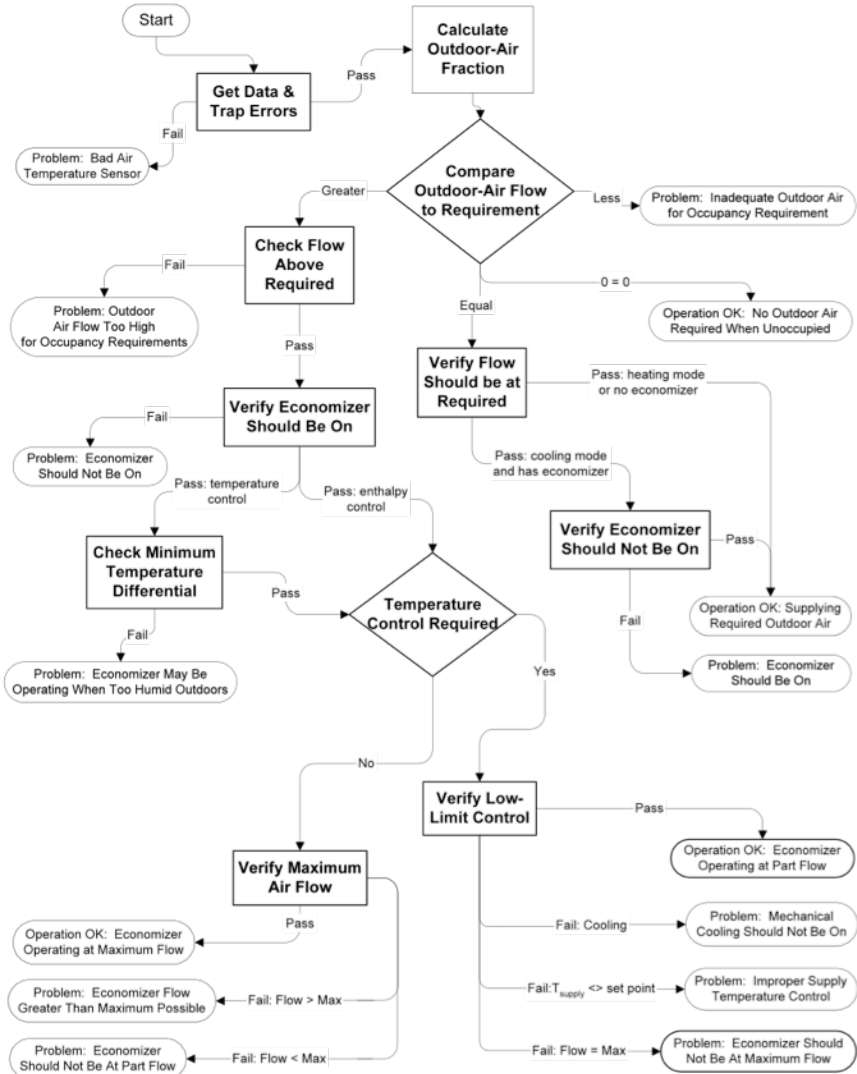 Start
Calculate
Outdoor-Air
Fraction
Pass
Get Data &
Trap Errors
Fail
Problem: Bad Air
Temperature Sensor
Compare
Outdoor-Air Flow
to Requirement
Greater
Less
Problem: Inadequate Outdoor Air
for Occupancy Requirement
Check Flow
Above
Required
Fail
Problem: Outdoor
Air Flow Too High
for Occupancy Requirements
0 = 0
Operation OK: No Outdoor Air
Required When Unoccupied
Equal
Pass
Verify Flow
Should be at
Required
Pass: heating mode
or no economizer
Verify Economizer
Should Be On
Fail
Problem: Economizer
Should Not Be On
Pass: cooling mode
and has economizer
Pass: temperature
control
Pass: enthalpy
control
Verify Economizer
Should Not Be On
Pass
Check Minimum
Temperature
Differential
Pass
Temperature
Control Required
Operation OK: Supplying
Required Outdoor Air
Fail
Fail
Problem: Economizer May Be
Operating When Too Humid Outdoors
Problem: Economizer
Should Be On
Yes
No
Verify Low-
Limit Control
Pass
Operation OK: Economizer
Operating at Part Flow
Verify Maximum
Air Flow
Pass
Operation OK: Economizer
Operating at Maximum Flow
Fail: Cooling
Problem: Mechanical
Cooling Should Not Be On
Problem: Economizer Flow
Greater Than Maximum Possible
Fail: Flow > Max
Fail:Tsupply <> set point
Problem: Improper Supply
Temperature Control
Problem: Economizer
Should Not Be At Part Flow
Fail: Flow < Max
Fail: Flow = Max
Problem: Economizer Should
Not Be At Maximum Flow